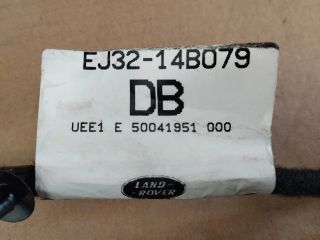 EJ32-14B079
DB
UEE1 E 50041951 000
LAND-
ROVER